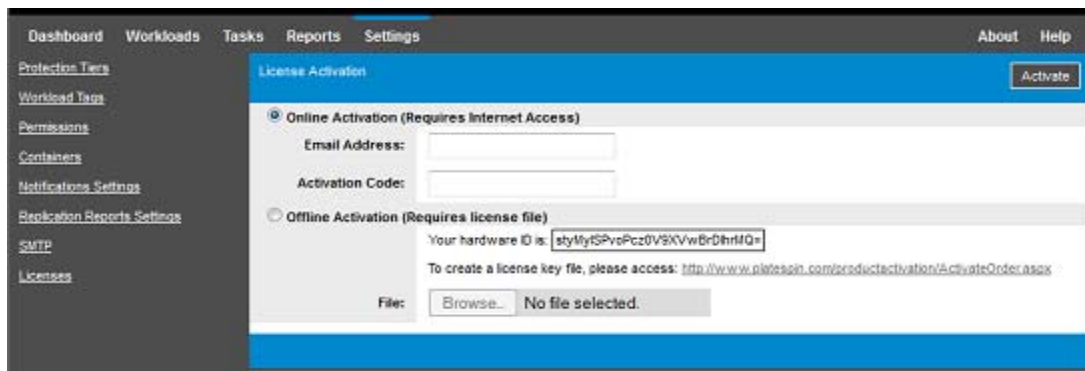 Dashboard Workloads Tasks Reports Settings About Help
Protection Tiers
Workload Tags
Permissions
Containers
Notifications Settings
Replication Reports Settings
SMTP
Licenses
License Activation
Activate
Online Activation (Requires Internet Access)
Email Address:
Activation Code:
Offline Activation (Requires license file)
Your hardware ID is:
To create a license key file, please access: http://www.platespin.com/productactivation/ActivateOrder.aspx
File: Browse.. No file selected.